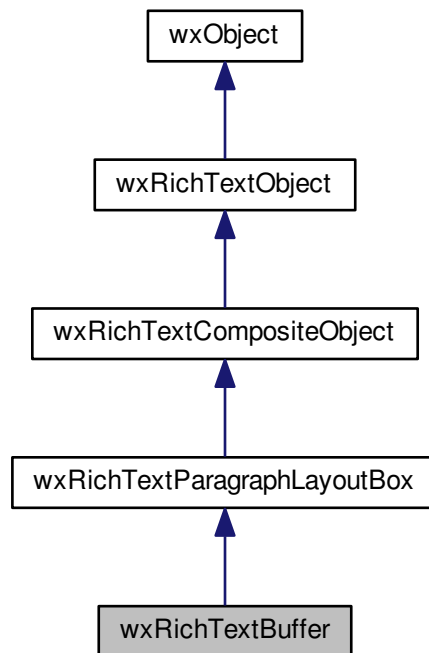 wxObject
wxRichTextObject
wxRichTextCompositeObject
wxRichTextParagraphLayoutBox
wxRichTextBuffer